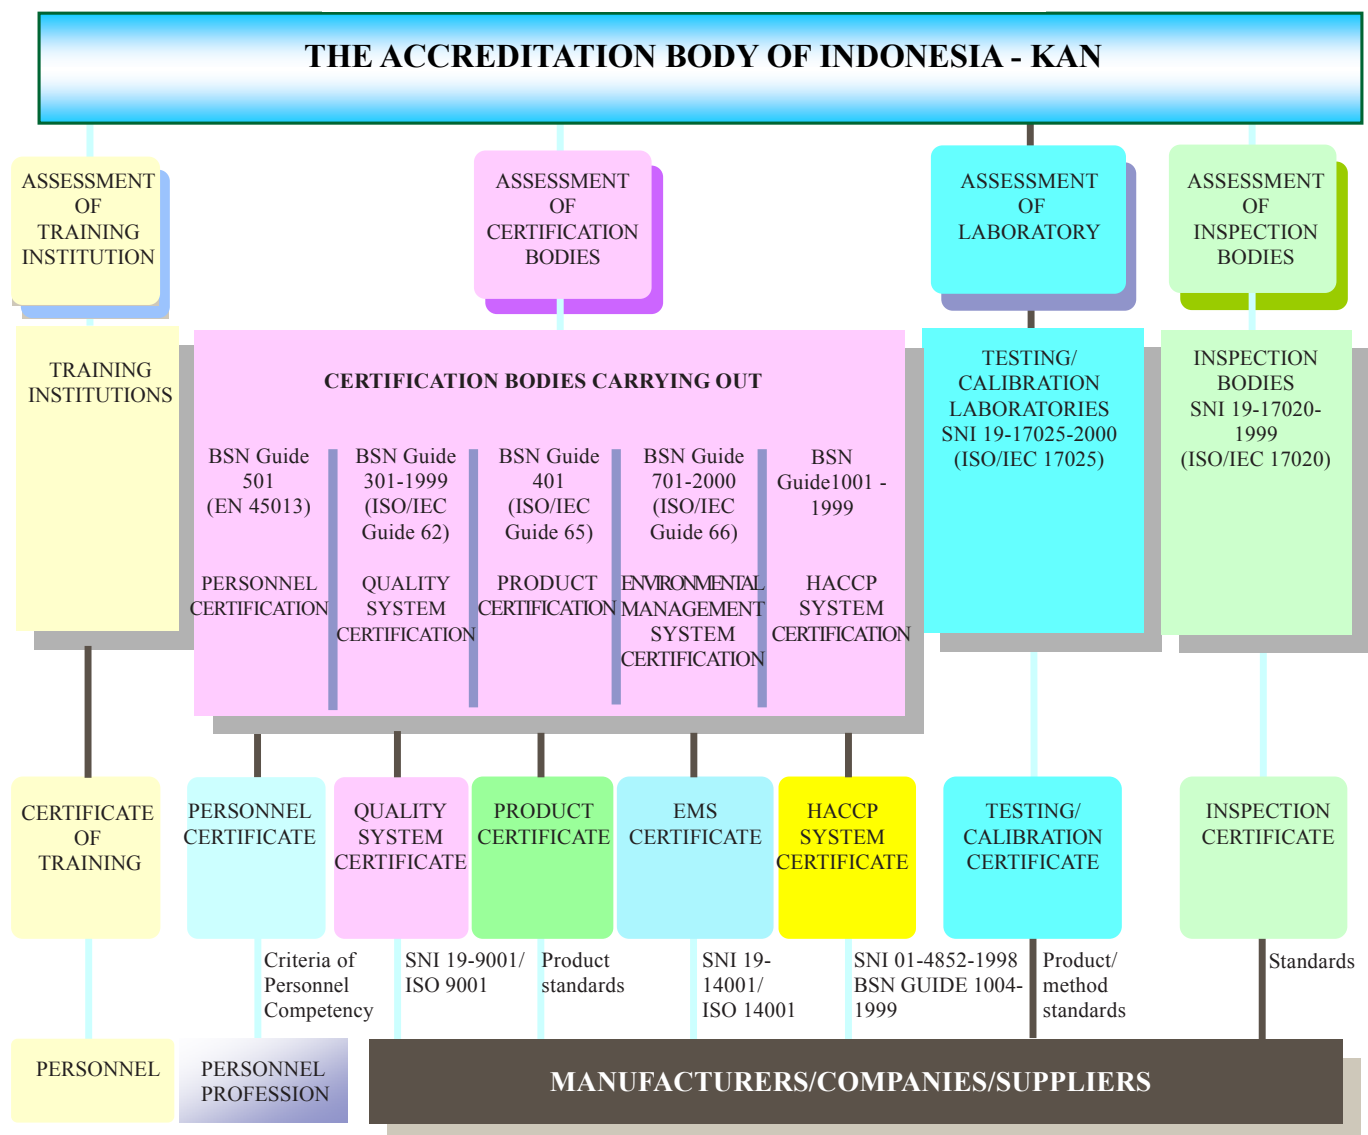 THE ACCREDITATION BODY OF INDONESIA - KAN
ASSESSMENT
OF
TRAINING
INSTITUTION
ASSESSMENT
OF
CERTIFICATION
BODIES
ASSESSMENT
OF
LABORATORY
ASSESSMENT
OF
INSPECTION
BODIES
TRAINING
INSTITUTIONS
CERTIFICATION BODIES CARRYING OUT
BSN Guide
501
(EN 45013)
PERSONNEL
CERTIFICATION
BSN Guide
301-1999
(ISO/IEC
Guide 62)
QUALITY
SYSTEM
CERTIFICATION
BSN Guide
401
(ISO/IEC
Guide 65)
PRODUCT
CERTIFICATION
BSN Guide
701-2000
(ISO/IEC
Guide 66)
ENVIRONMENTAL
MANAGEMENT
SYSTEM
CERTIFICATION
BSN
Guide1001 -
1999
HACCP
SYSTEM
CERTIFICATION
TESTING/
CALIBRATION
LABORATORIES
SNI 19-17025-2000
(ISO/IEC 17025)
INSPECTION
BODIES
SNI 19-17020-
1999
(ISO/IEC 17020)
CERTIFICATE
OF
TRAINING
PERSONNEL
CERTIFICATE
QUALITY
SYSTEM
CERTIFICATE
PRODUCT
CERTIFICATE
EMS
CERTIFICATE
HACCP
SYSTEM
CERTIFICATE
TESTING/
CALIBRATION
CERTIFICATE
INSPECTION
CERTIFICATE
Criteria of
Personnel
Competency
SNI 19-9001/
ISO 9001
Product
standards
SNI 19-
14001/
ISO 14001
SNI 01-4852-1998
BSN GUIDE 1004-
1999
Product/
method
standards
Standards
PERSONNEL
PERSONNEL
PROFESSION
MANUFACTURERS/COMPANIES/SUPPLIERS